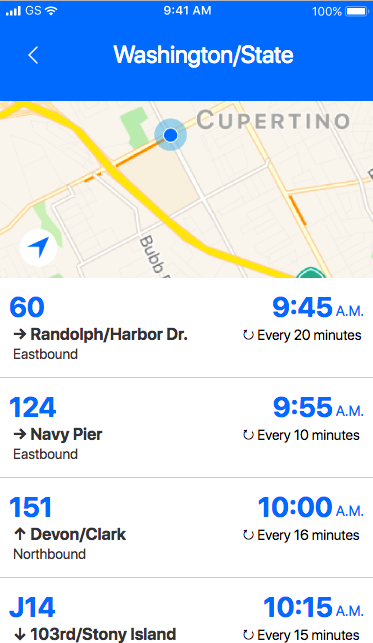 GS 9:41 AM 100%
Washington/State
CUPERTINO
Bubb
60 9:45 A.M.
→ Randolph/Harbor Dr. Every 20 minutes
Eastbound
124 9:55 A.M.
→ Navy Pier Every 10 minutes
Eastbound
151 10:00 A.M.
↑ Devon/Clark Every 16 minutes
Northbound
J14 10:15 A.M.
↓ 103rd/Stony Island Every 15 minutes